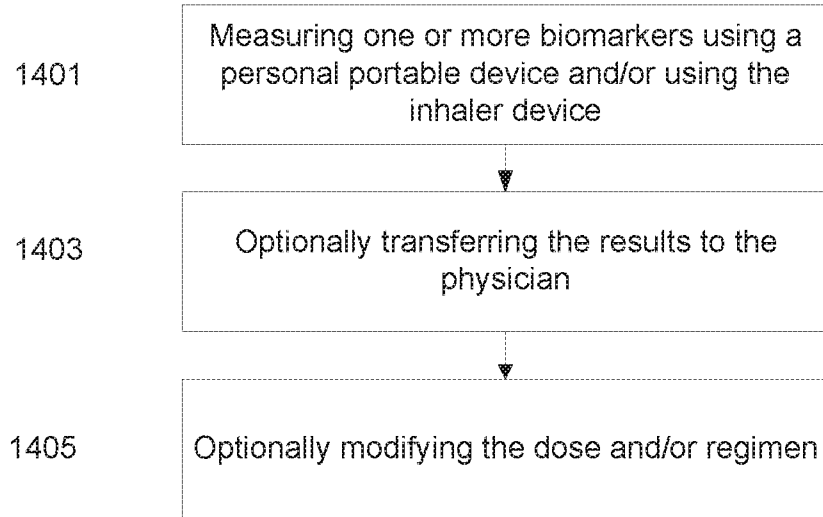 1401
Measuring one or more biomarkers using a
personal portable device and/or using the
inhaler device
1403
Optionally transferring the results to the
physician
1405
Optionally modifying the dose and/or regimen